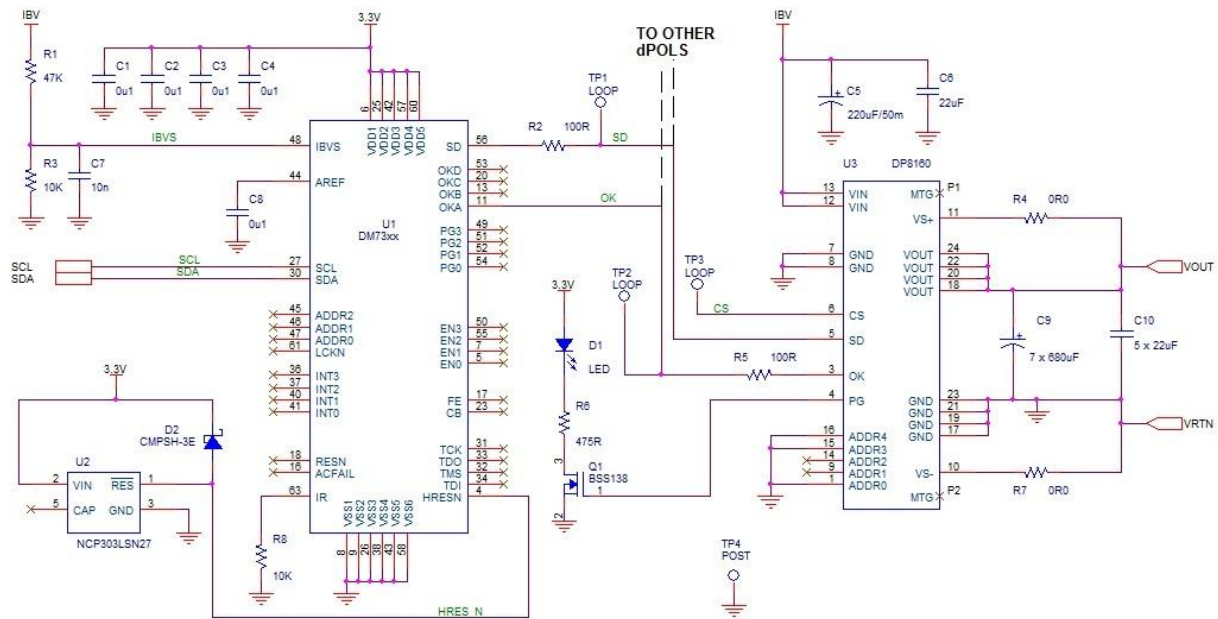 IBV
3.3V
IBV
TO OTHER
dPOLS
R1
47K
C1
0u1
C2
0u1
C3
0u1
C4
0u1
TP1
LOOP
C5
220uF/50m
C6
22uF
6
25
42
57
60
VDD1
VDD2
VDD3
VDD4
VDD5
IBVS
48
IBVS
SD
56
R2
100R
SD
R3
10K
C7
10n
44
AREF
C8
0u1
OKD
53
OKC
20
OKB
13
OKA
11
OK
U1
DM73xx
PG3
49
PG2
51
PG1
52
PG0
54
SCL
SDA
SCL
SDA
27
SCL
30
SDA
45
ADDR2
46
ADDR1
47
ADDR0
61
LCKN
EN3
50
EN2
55
EN1
7
EN0
5
36
INT3
37
INT2
40
INT1
41
INT0
FE
17
CB
23
TCK
31
TDO
33
TMS
32
TDI
34
HRESN
4
18
RESN
16
ACFAIL
63
IR
VSS1
VSS2
VSS3
VSS4
VSS5
VSS6
8
9
26
38
43
58
R8
10K
HRES_N
3.3V
D2
CMPSH-3E
U2
2
VIN
RES
1
5
CAP
GND
3
NCP303LSN27
TP2
LOOP
TP3
LOOP
CS
3.3V
D1
LED
R6
475R
3
Q1
BSS138
1
2
R5
100R
TP4
POST
U3
DP8160
13
VIN
12
VIN
MTG
P1
VS+
11
R4
0R0
7
GND
8
GND
VOUT
24
VOUT
22
VOUT
20
VOUT
18
VOUT
6
CS
5
SD
3
OK
4
PG
C9
7 x 680uF
C10
5 x 22uF
GND
23
GND
21
GND
19
GND
17
VRTN
16
ADDR4
15
ADDR3
14
ADDR2
9
ADDR1
1
ADDR0
VS-
10
R7
0R0
MTG
P2